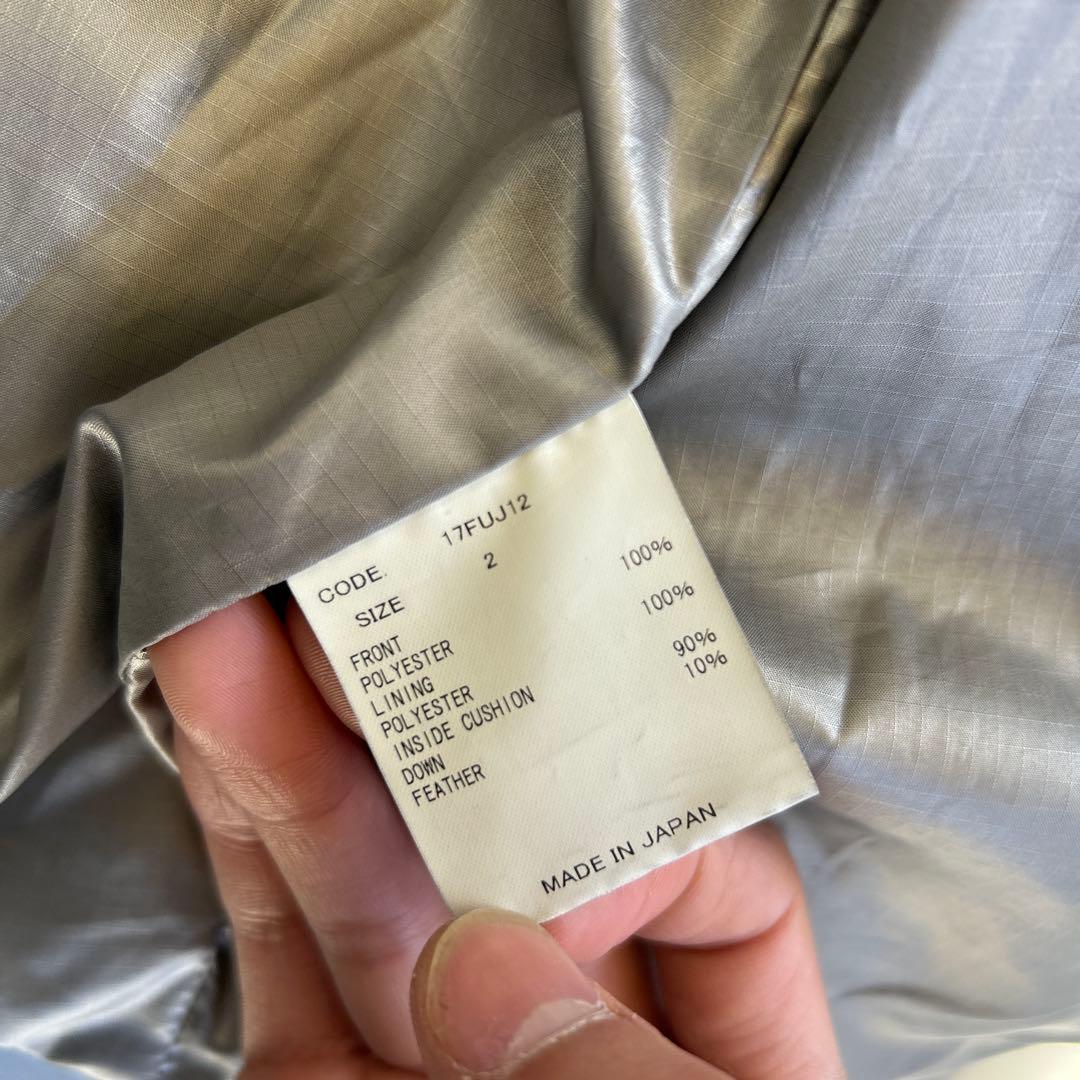 CODE. 17FUJ12
SIZE 2
FRONT
POLYESTER 100%
LINING
POLYESTER 100%
INSIDE CUSHION
DOWN 90%
FEATHER 10%
MADE IN JAPAN